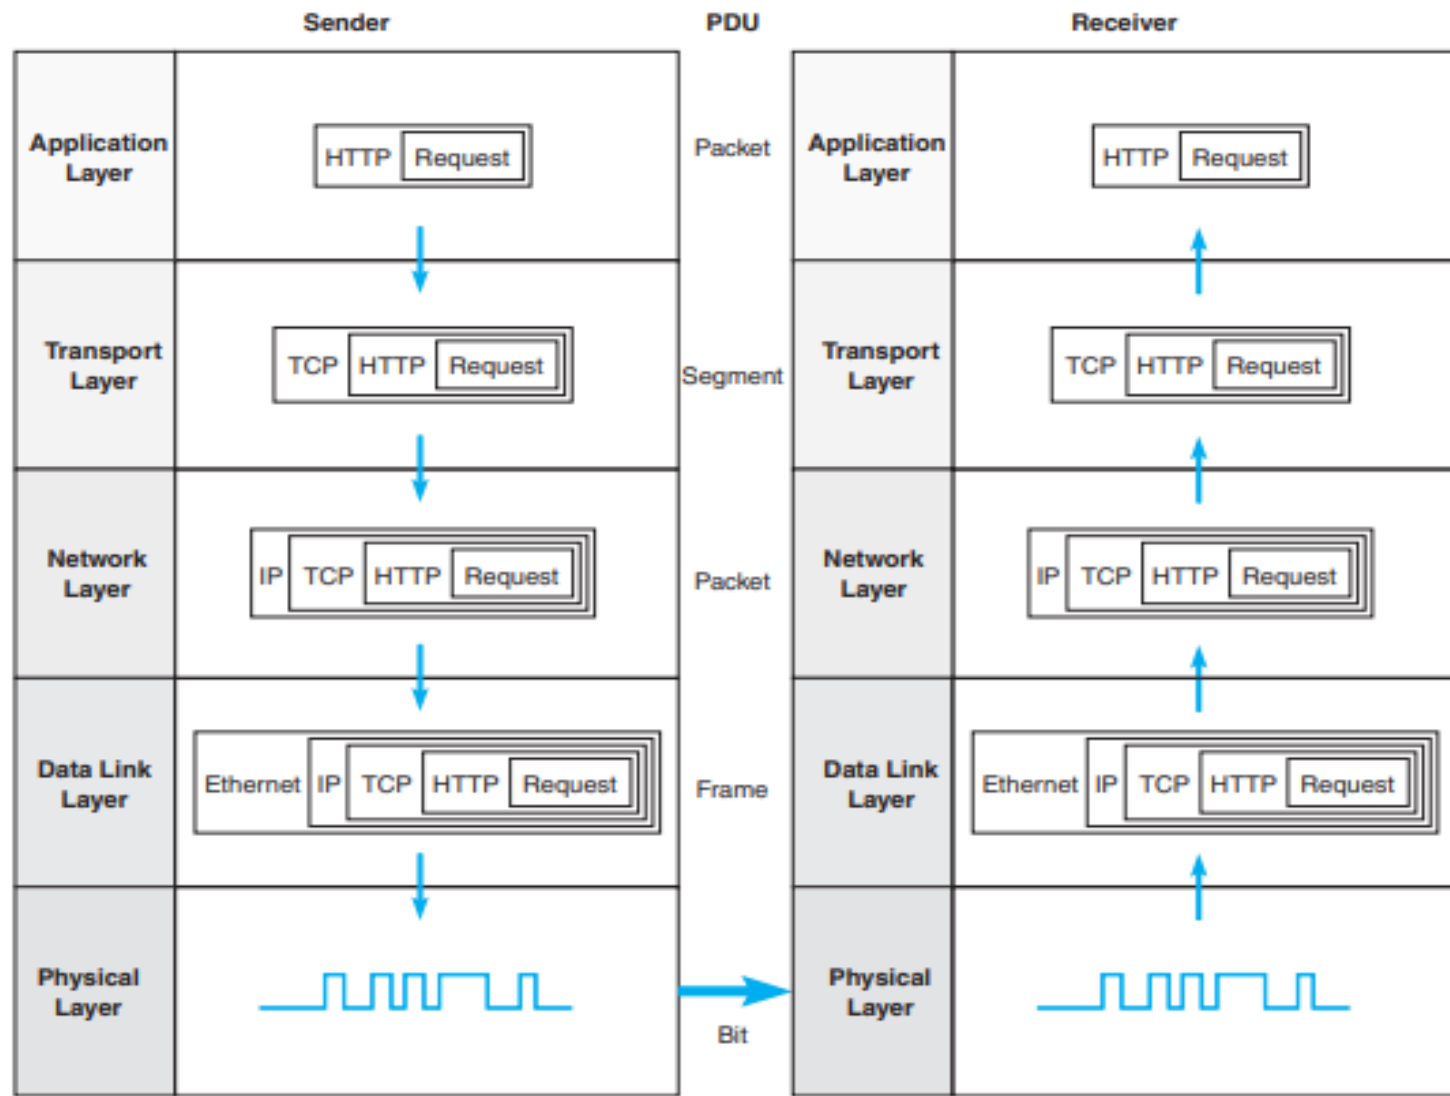 Sender PDU Receiver
Application Layer
HTTP Request
Packet
Application Layer
HTTP Request
Transport Layer
TCP HTTP Request
Segment
Transport Layer
TCP HTTP Request
Network Layer
IP TCP HTTP Request
Packet
Network Layer
IP TCP HTTP Request
Data Link Layer
Ethernet IP TCP HTTP Request
Frame
Data Link Layer
Ethernet IP TCP HTTP Request
Physical Layer
Bit
Physical Layer